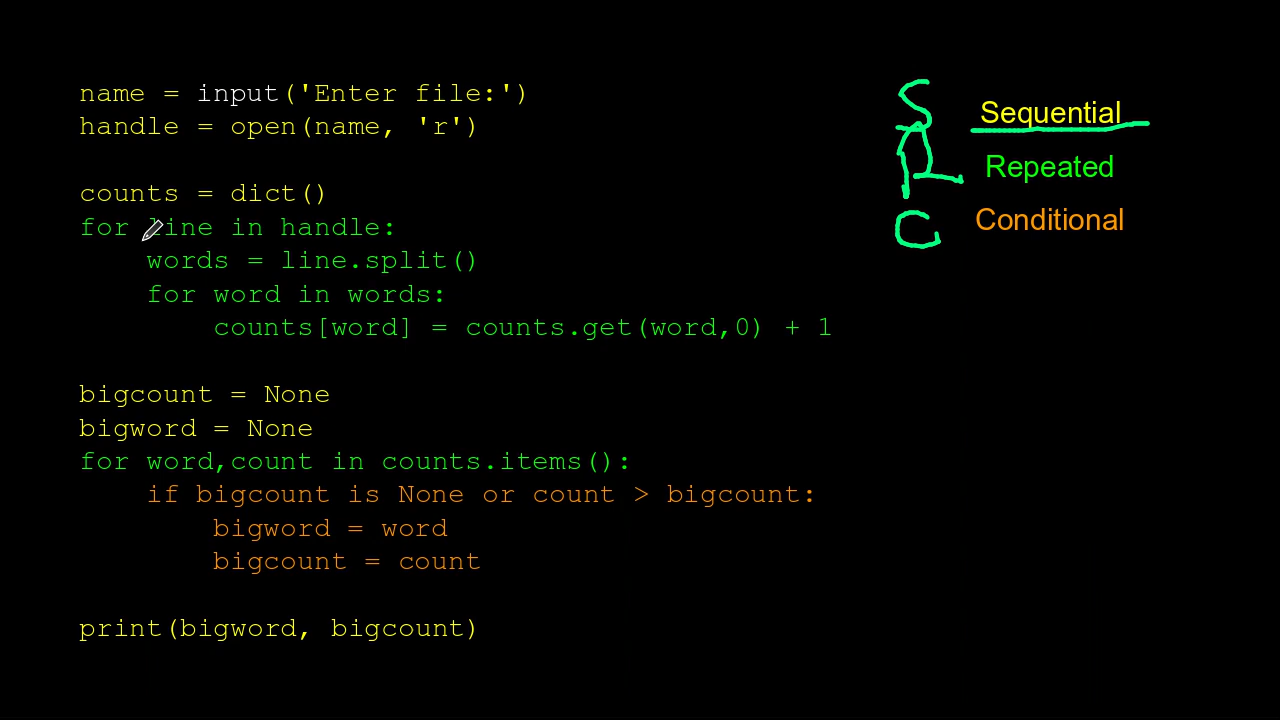 name = input('Enter file:')
handle = open(name, 'r')
counts = dict()
for line in handle:
    words = line.split()
    for word in words:
        counts[word] = counts.get(word,0) + 1
bigcount = None
bigword = None
for word,count in counts.items():
    if bigcount is None or count > bigcount:
        bigword = word
        bigcount = count
print(bigword, bigcount)
S Sequential
R Repeated
C Conditional